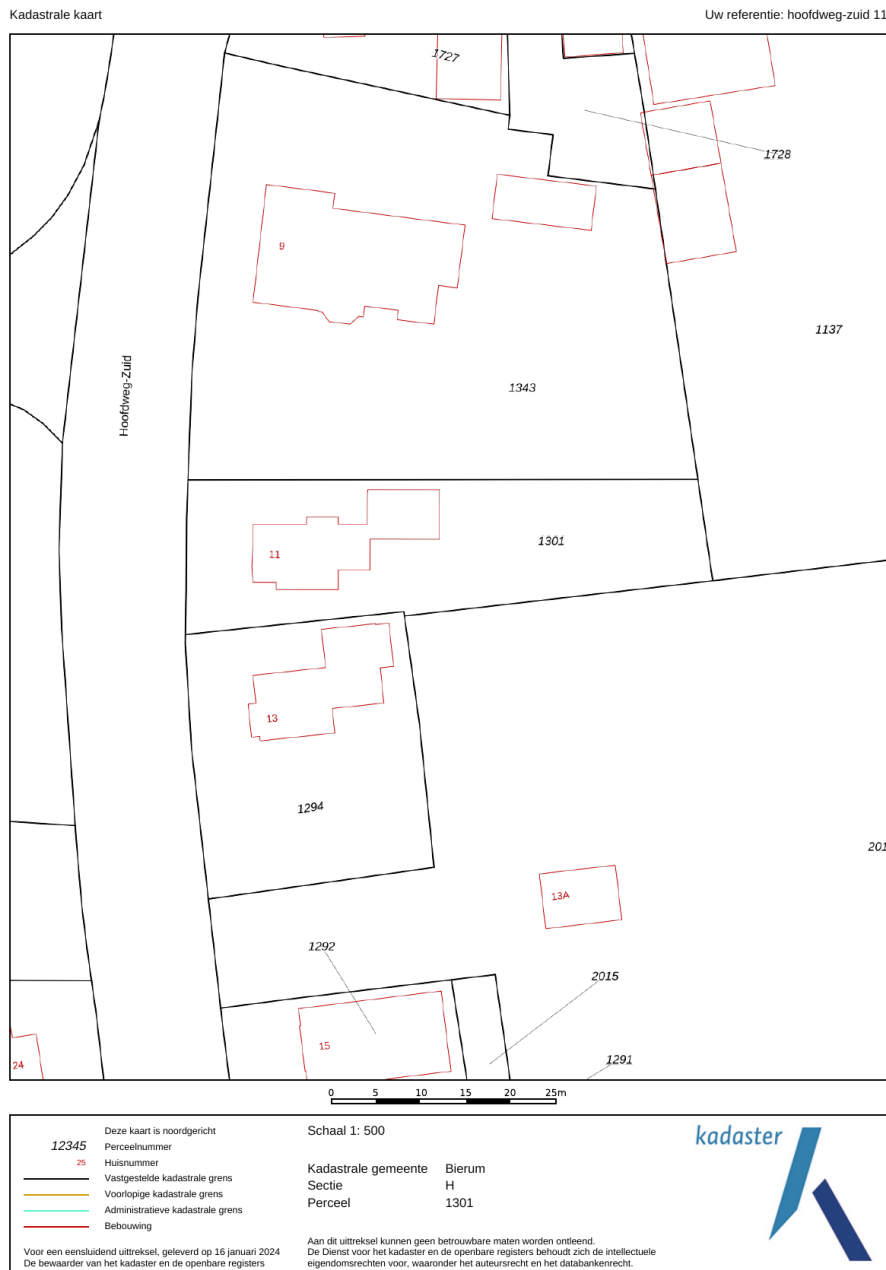 Kadastrale kaart
Uw referentie: hoofdweg-zuid 11
1727
1728
9
1137
Hoofdweg-Zuid
1343
11
1301
13
1294
201
13A
1292
2015
15
1291
24
0 5 10 15 20 25m
Deze kaart is noordgericht
12345 Perceelnummer
25 Huisnummer
Vastgestelde kadastrale grens
Voorlopige kadastrale grens
Administratieve kadastrale grens
Bebouwing
Voor een eensluidend uittreksel, geleverd op 16 januari 2024
De bewaarder van het kadaster en de openbare registers
Schaal 1: 500
Kadastrale gemeente Bierum
Sectie H
Perceel 1301
Aan dit uittreksel kunnen geen betrouwbare maten worden ontleend.
De Dienst voor het kadaster en de openbare registers behoudt zich de intellectuele
eigendomsrechten voor, waaronder het auteursrecht en het databankenrecht.
kadaster